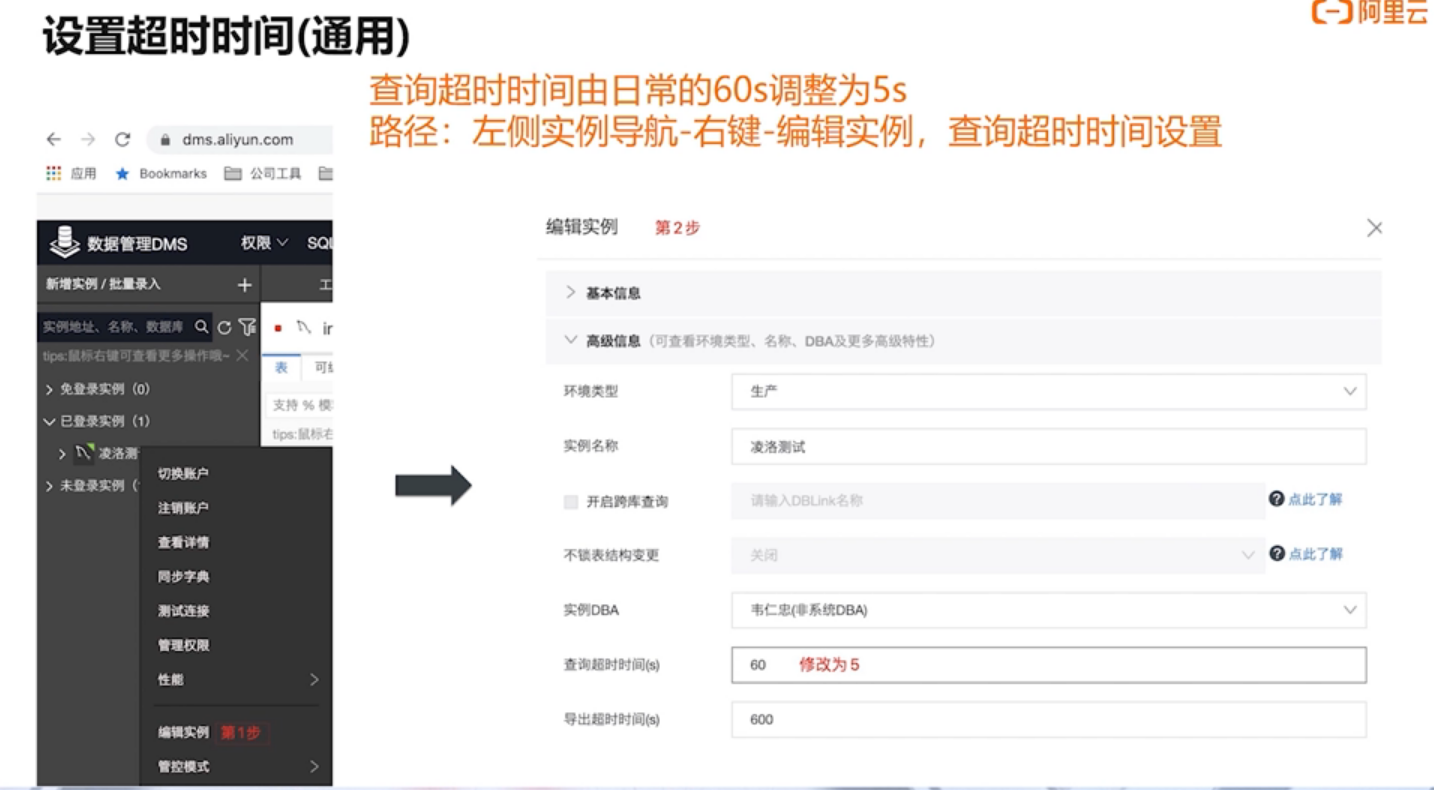 设置超时时间(通用)
阿里云
查询超时时间由日常的60s调整为5s
路径：左侧实例导航-右键-编辑实例，查询超时时间设置
dms.aliyun.com
应用 Bookmarks 公司工具
数据管理DMS 权限 SQL
新增实例 / 批量录入 +
实例地址、名称、数据库
tips:鼠标右键可查看更多操作哦~
表
支持 % 模
tips:鼠标右
免登录实例（0）
已登录实例（1）
凌洛测
未登录实例（
切换账户
注销账户
查看详情
同步字典
测试连接
管理权限
性能
编辑实例 第1步
管控模式
编辑实例 第2步
基本信息
高级信息（可查看环境类型、名称、DBA及更多高级特性）
环境类型 生产
实例名称 凌洛测试
开启跨库查询 请输入DBLink名称 点此了解
不锁表结构变更 关闭 点此了解
实例DBA 韦仁忠(非系统DBA)
查询超时时间(s) 60 修改为5
导出超时时间(s) 600